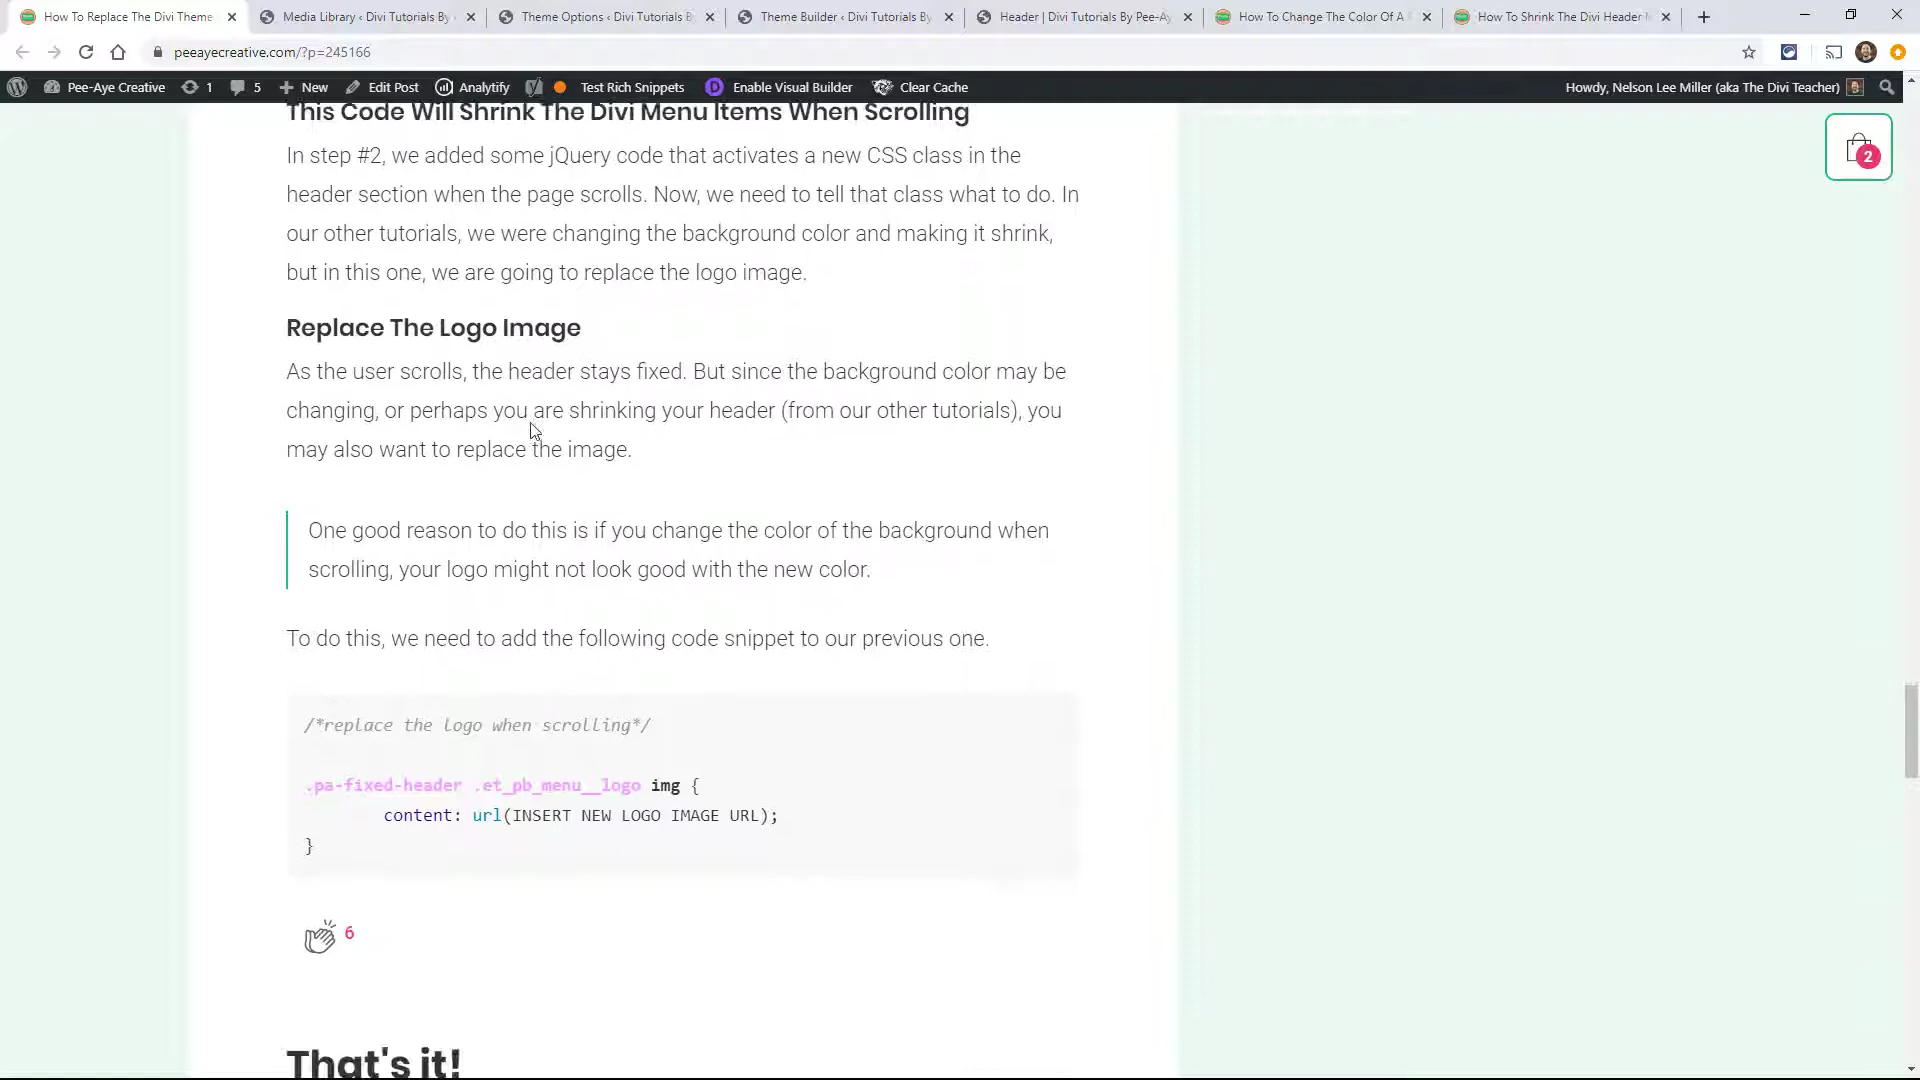 How To Replace The Divi Theme
Media Library ‹ Divi Tutorials By
Theme Options ‹ Divi Tutorials B
Theme Builder ‹ Divi Tutorials By
Header | Divi Tutorials By Pee-Ay
How To Change The Color Of A
How To Shrink The Divi Header
peeayecreative.com/?p=245166
Pee-Aye Creative
1
5
New
Edit Post
Analytify
Test Rich Snippets
Enable Visual Builder
Clear Cache
Howdy, Nelson Lee Miller (aka The Divi Teacher)
2
This Code Will Shrink The Divi Menu Items When Scrolling
In step #2, we added some jQuery code that activates a new CSS class in the
header section when the page scrolls. Now, we need to tell that class what to do. In
our other tutorials, we were changing the background color and making it shrink,
but in this one, we are going to replace the logo image.
Replace The Logo Image
As the user scrolls, the header stays fixed. But since the background color may be
changing, or perhaps you are shrinking your header (from our other tutorials), you
may also want to replace the image.
One good reason to do this is if you change the color of the background when
scrolling, your logo might not look good with the new color.
To do this, we need to add the following code snippet to our previous one.
/*replace the logo when scrolling*/
.pa-fixed-header .et_pb_menu__logo img {
content: url(INSERT NEW LOGO IMAGE URL);
}
6
That's it!